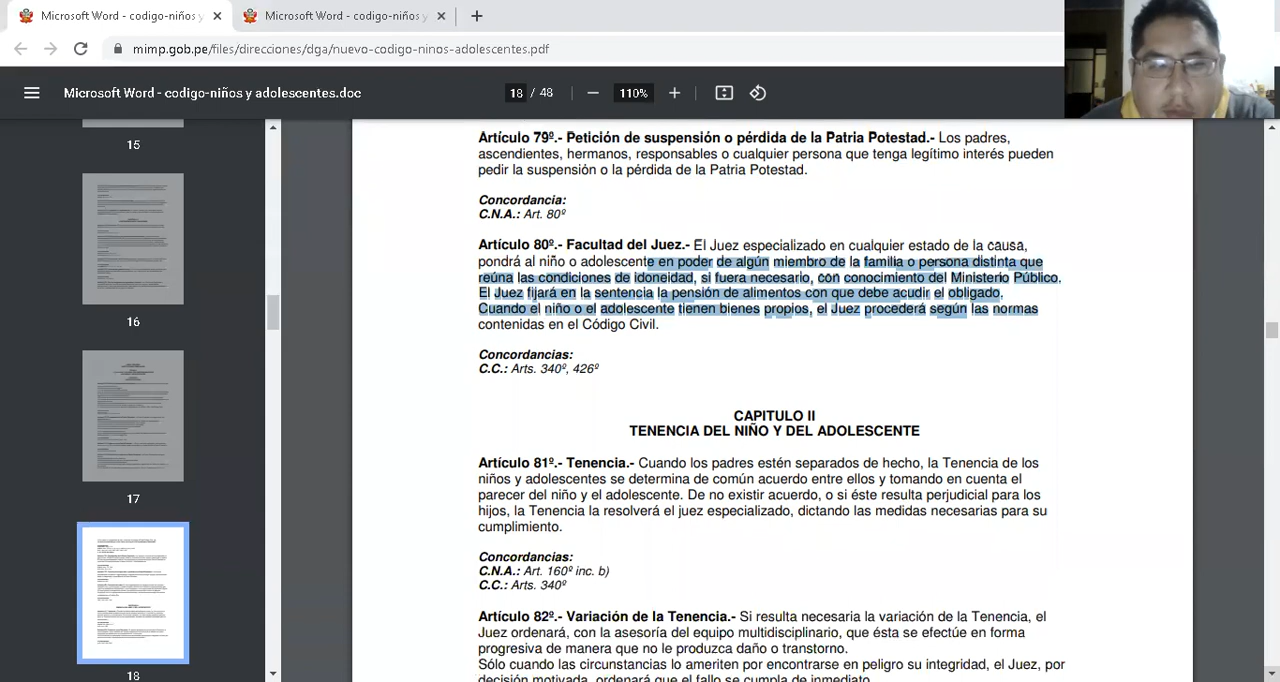 Microsoft Word - codigo-niños y
Microsoft Word - codigo-niños y
mimp.gob.pe/files/direcciones/dga/nuevo-codigo-ninos-adolescentes.pdf
Microsoft Word - codigo-niños y adolescentes.doc
18 / 48
110%
15
16
17
18
Artículo 79º.- Petición de suspensión o pérdida de la Patria Potestad.- Los padres,
ascendientes, hermanos, responsables o cualquier persona que tenga legítimo interés pueden
pedir la suspensión o la pérdida de la Patria Potestad.
Concordancia:
C.N.A.: Art. 80º
Artículo 80º.- Facultad del Juez.- El Juez especializado en cualquier estado de la causa,
pondrá al niño o adolescente en poder de algún miembro de la familia o persona distinta que
reúna las condiciones de idoneidad, si fuera necesario, con conocimiento del Ministerio Público.
El Juez fijará en la sentencia la pensión de alimentos con que debe acudir el obligado.
Cuando el niño o el adolescente tienen bienes propios, el Juez procederá según las normas
contenidas en el Código Civil.
Concordancias:
C.C.: Arts. 340º, 426º
CAPITULO II
TENENCIA DEL NIÑO Y DEL ADOLESCENTE
Artículo 81º.- Tenencia.- Cuando los padres estén separados de hecho, la Tenencia de los
niños y adolescentes se determina de común acuerdo entre ellos y tomando en cuenta el
parecer del niño y el adolescente. De no existir acuerdo, o si éste resulta perjudicial para los
hijos, la Tenencia la resolverá el juez especializado, dictando las medidas necesarias para su
cumplimiento.
Concordancias:
C.N.A.: Art. 160º inc. b)
C.C.: Arts. 340º
Artículo 82º.- Variación de la Tenencia.- Si resulta necesaria la variación de la Tenencia, el
Juez ordenará, con la asesoría del equipo multidisciplinario, que ésta se efectúe en forma
progresiva de manera que no le produzca daño o transtorno.
Sólo cuando las circunstancias lo ameriten por encontrarse en peligro su integridad, el Juez, por
decisión motivada, ordenará que el fallo se cumpla de inmediato.